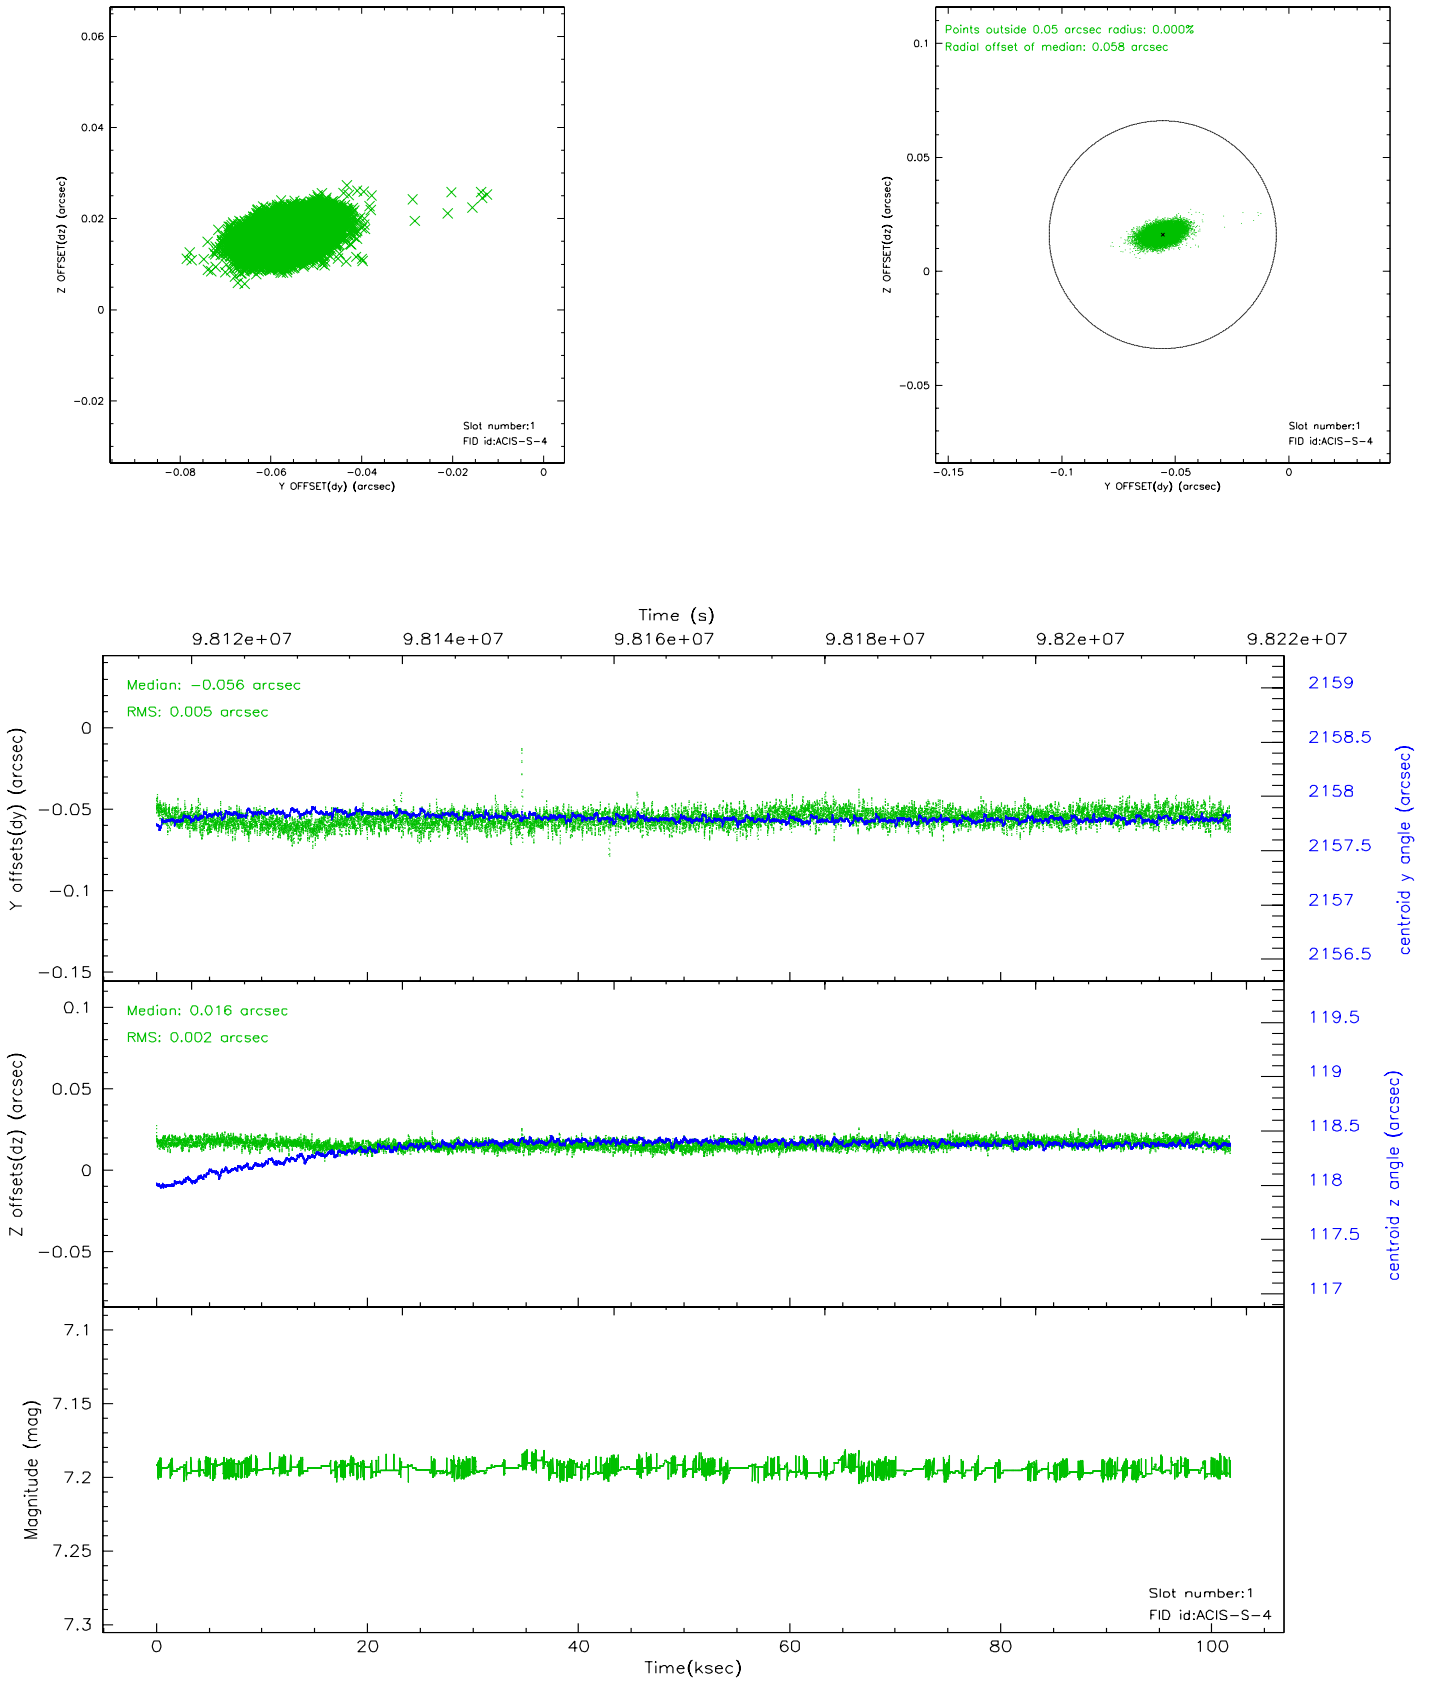 0.06
0.04
0.02
0
-0.02
Z OFFSET(dz) (arcsec)
Slot number:1
FID id:ACIS-S-4
-0.08 -0.06 -0.04 -0.02 0
Y OFFSET(dy) (arcsec)
Points outside 0.05 arcsec radius: 0.000%
Radial offset of median: 0.058 arcsec
0.1
0.05
0
-0.05
Z OFFSET(dz) (arcsec)
Slot number:1
FID id:ACIS-S-4
-0.15 -0.1 -0.05 0
Y OFFSET(dy) (arcsec)
Time (s)
9.812e+07 9.814e+07 9.816e+07 9.818e+07 9.82e+07 9.822e+07
Median: -0.056 arcsec
RMS: 0.005 arcsec
0
-0.05
-0.1
-0.15
Y offsets(dy) (arcsec)
2159
2158.5
2158
2157.5
2157
2156.5
centroid y angle (arcsec)
Median: 0.016 arcsec
RMS: 0.002 arcsec
0.1
0.05
0
-0.05
Z offsets(dz) (arcsec)
119.5
119
118.5
118
117.5
117
centroid z angle (arcsec)
7.1
7.15
7.2
7.25
7.3
Magnitude (mag)
Slot number:1
FID id:ACIS-S-4
0 20 40 60 80 100
Time(ksec)